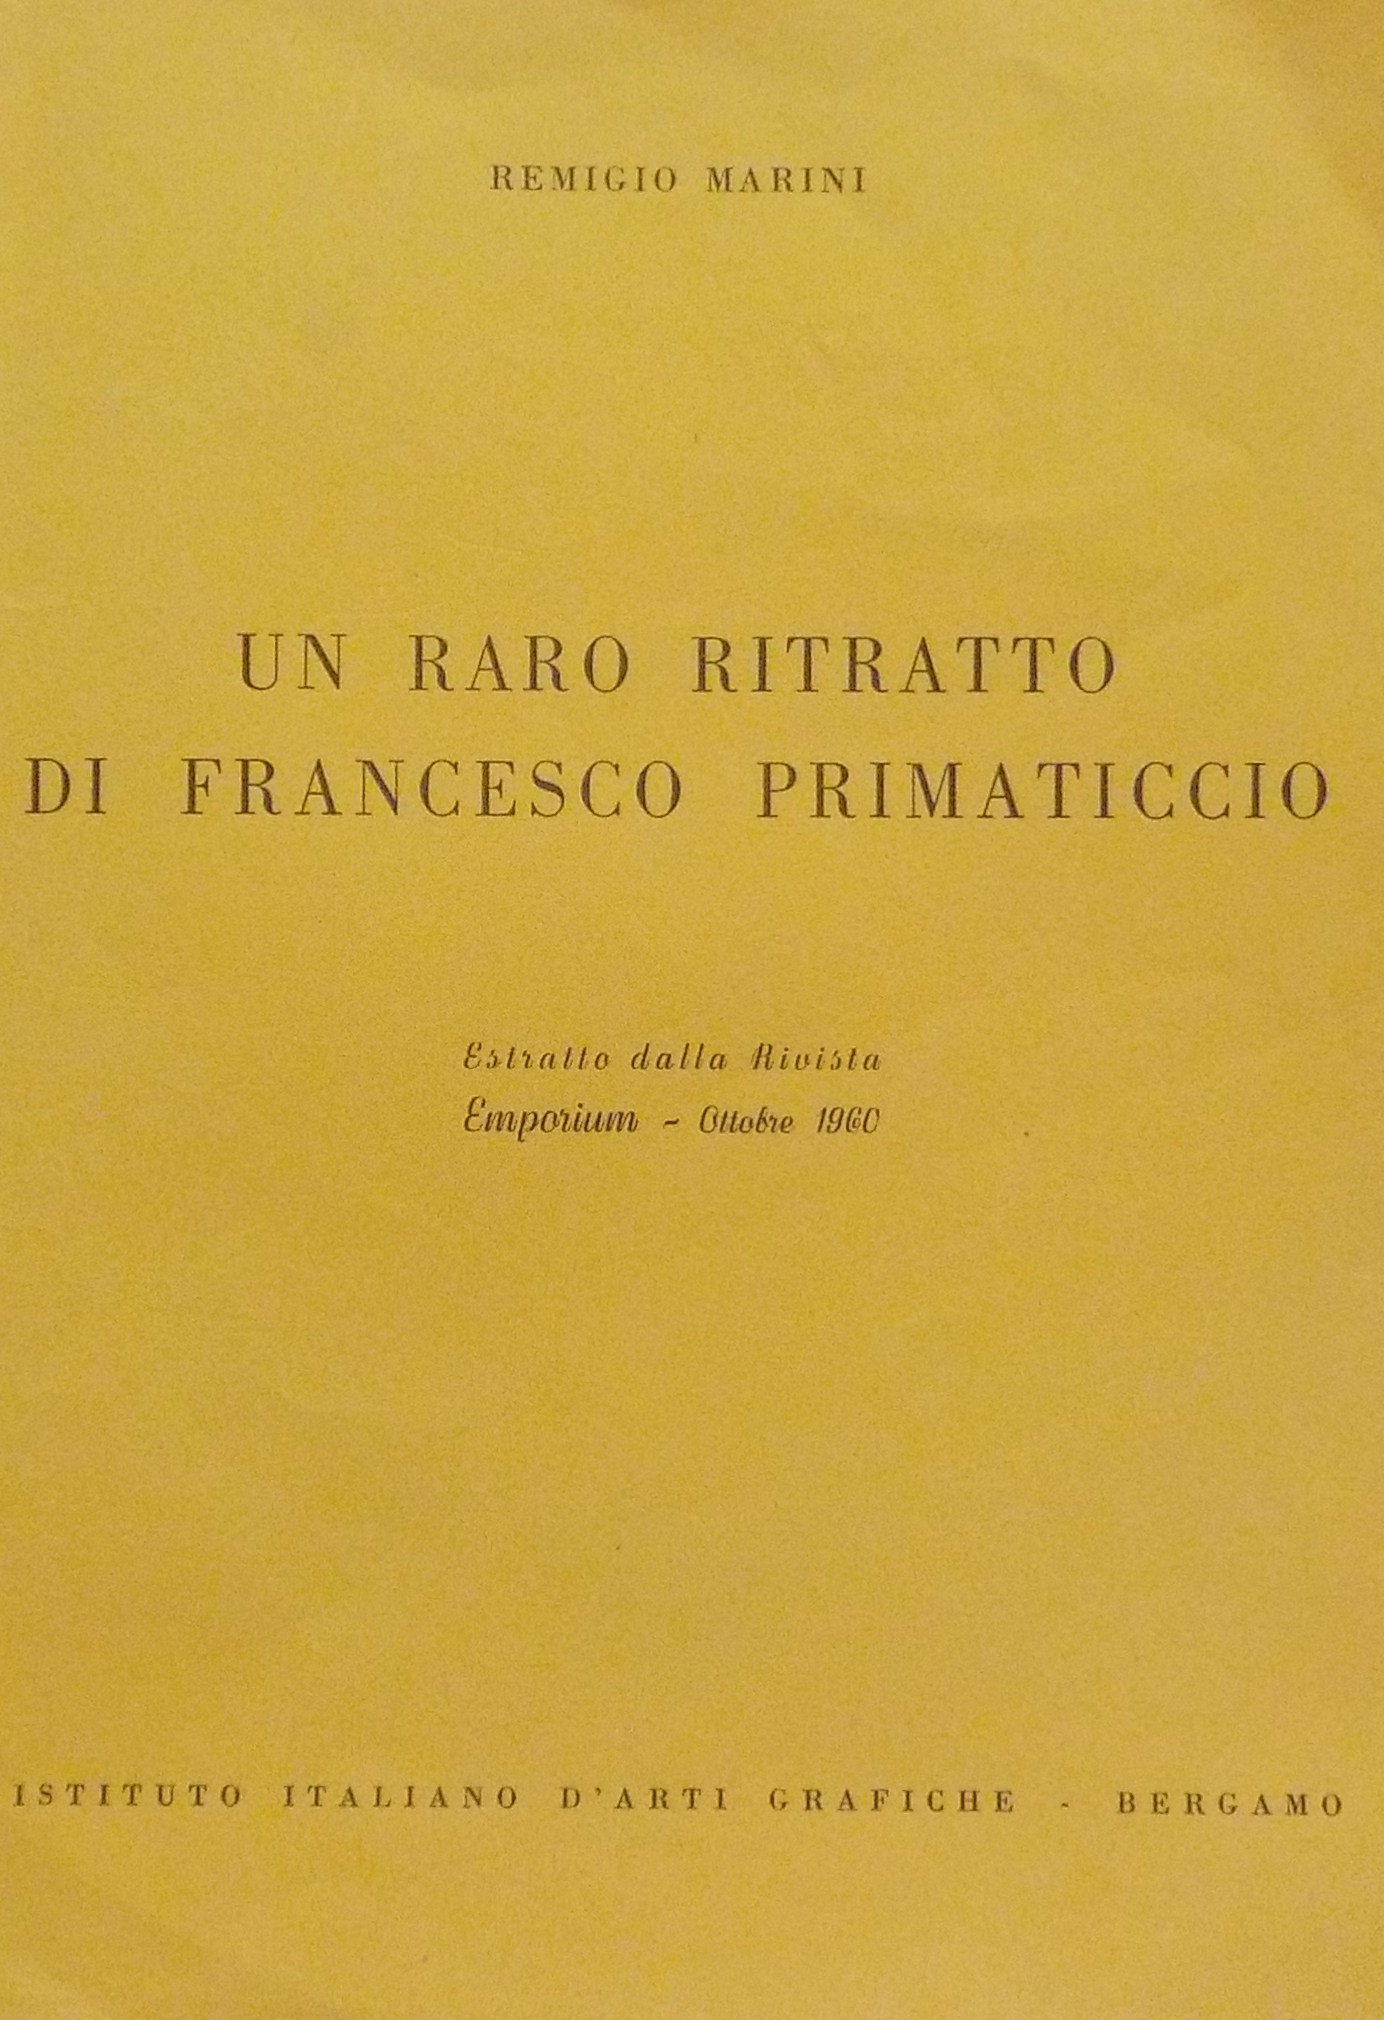 REMIGIO MARINI
UN RARO RITRATTO
DI FRANCESCO PRIMATICCIO
Estratto dalla Rivista
Emporium - Ottobre 1960
ISTITUTO ITALIANO D'ARTI GRAFICHE - BERGAMO